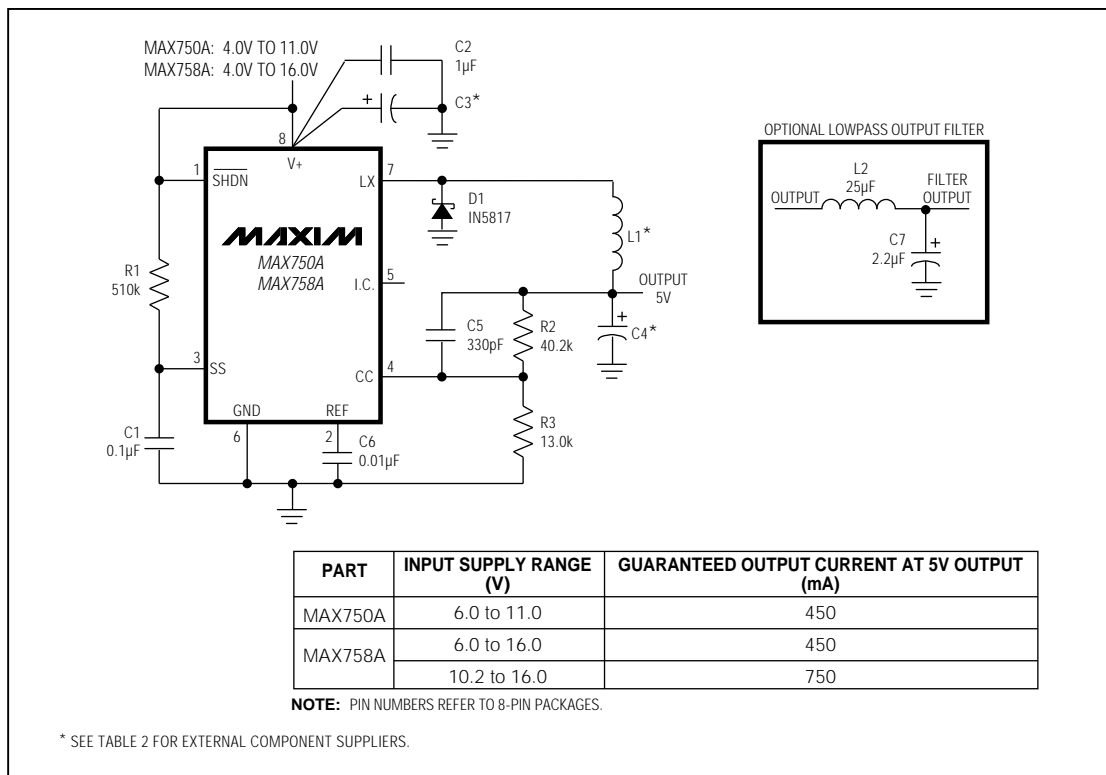 MAX750A: 4.0V TO 11.0V
MAX758A: 4.0V TO 16.0V
C2
1µF
C3*
+
8
V+
1
SHDN
7
LX
D1
IN5817
L1*
MAXIM
MAX750A
MAX758A
R1
510k
I.C.
5
OUTPUT
5V
C5
330pF
R2
40.2k
+
C4*
3
SS
4
CC
GND
6
REF
2
C1
0.1µF
C6
0.01µF
R3
13.0k
OPTIONAL LOWPASS OUTPUT FILTER
L2
25µF
OUTPUT
FILTER
OUTPUT
C7
2.2µF
+
PART INPUT SUPPLY RANGE (V) GUARANTEED OUTPUT CURRENT AT 5V OUTPUT (mA)
MAX750A 6.0 to 11.0 450
MAX758A 6.0 to 16.0 450
10.2 to 16.0 750
NOTE: PIN NUMBERS REFER TO 8-PIN PACKAGES.
* SEE TABLE 2 FOR EXTERNAL COMPONENT SUPPLIERS.